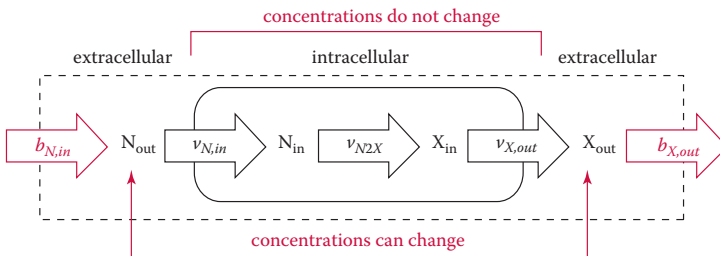 concentrations do not change
extracellular intracellular extracellular
b_N,in N_out v_N,in N_in v_N2X X_in v_X,out X_out b_X,out
concentrations can change